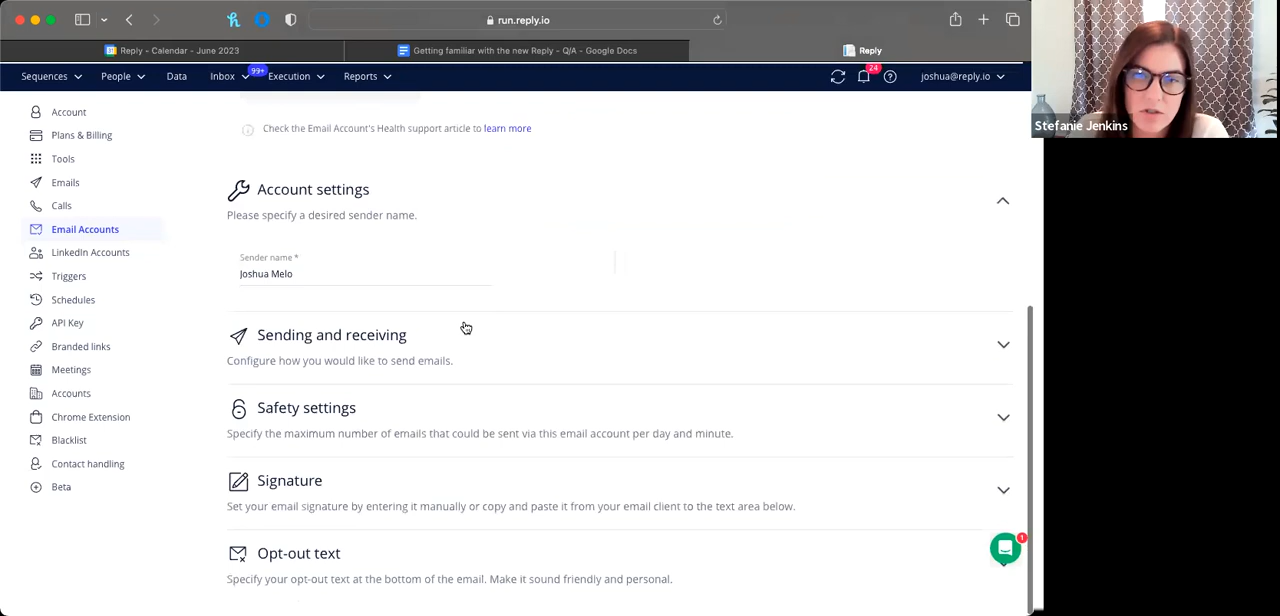 run.reply.io
Reply - Calendar - June 2023
Getting familiar with the new Reply - Q/A - Google Docs
Reply
Sequences
People
Data
Inbox
99+
Execution
Reports
24
joshua@reply.io
Stefanie Jenkins
Account
Plans & Billing
Tools
Emails
Calls
Email Accounts
LinkedIn Accounts
Triggers
Schedules
API Key
Branded links
Meetings
Accounts
Chrome Extension
Blacklist
Contact handling
Beta
Check the Email Account's Health support article to learn more
Account settings
Please specify a desired sender name.
Sender name *
Joshua Melo
Sending and receiving
Configure how you would like to send emails.
Safety settings
Specify the maximum number of emails that could be sent via this email account per day and minute.
Signature
Set your email signature by entering it manually or copy and paste it from your email client to the text area below.
Opt-out text
Specify your opt-out text at the bottom of the email. Make it sound friendly and personal.
1